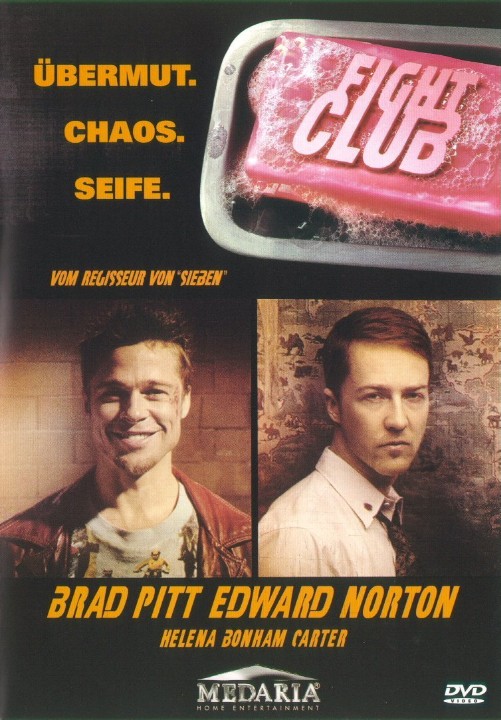 ÜBERMUT.
CHAOS.
SEIFE.
FIGHT
CLUB
VOM REGISSEUR VON "SIEBEN"
BRAD PITT EDWARD NORTON
HELENA BONHAM CARTER
MEDARIA®
HOME ENTERTAINMENT
DVD
VIDEO